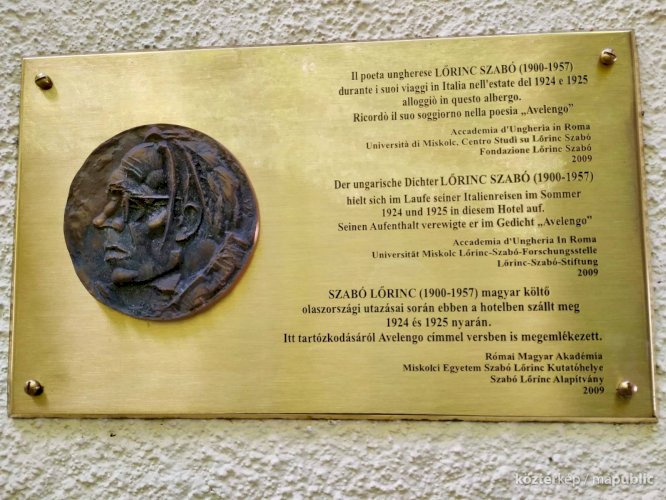 Il poeta ungherese LŐRINC SZABÓ (1900-1957)
durante i suoi viaggi in Italia nell'estate del 1924 e 1925
alloggiò in questo albergo.
Ricordò il suo soggiorno nella poesia „Avelengo”
Accademia d'Ungheria in Roma
Università di Miskolc, Centro Studi su Lőrinc Szabó
Fondazione Lőrinc Szabó
2009
Der ungarische Dichter LŐRINC SZABÓ (1900-1957)
hielt sich im Laufe seiner Italienreisen im Sommer
1924 und 1925 in diesem Hotel auf.
Seinen Aufenthalt verewigte er im Gedicht „Avelengo”
Accademia d'Ungheria In Roma
Universität Miskolc Lőrinc-Szabó-Forschungsstelle
Lőrinc-Szabó-Stiftung
2009
SZABÓ LŐRINC (1900-1957) magyar költő
olaszországi utazásai során ebben a hotelben szállt meg
1924 és 1925 nyarán.
Itt tartózkodásáról Avelengo címmel versben is megemlékezett.
Római Magyar Akadémia
Miskolci Egyetem Szabó Lőrinc Kutatóhelye
Szabó Lőrinc Alapítvány
2009
köztérkép / mapublic